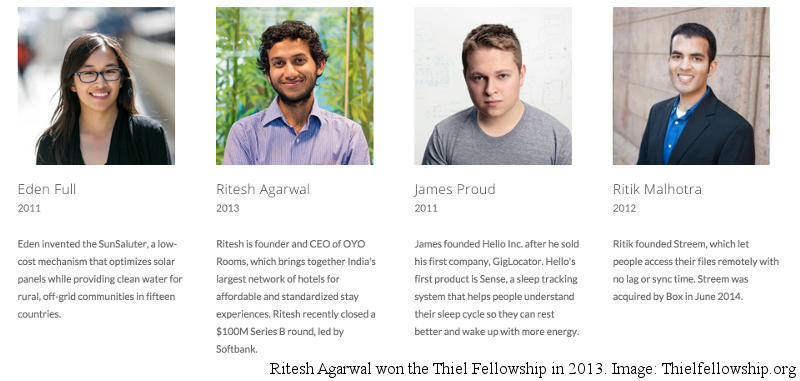 Eden Full
2011
Eden invented the SunSaluter, a low-
cost mechanism that optimizes solar
panels while providing clean water for
rural, off-grid communities in fifteen
countries.
Ritesh Agarwal
2013
Ritesh is founder and CEO of OYO
Rooms, which brings together India's
largest network of hotels for
affordable and standardized stay
experiences. Ritesh recently closed a
$100M Series B round, led by
Softbank.
James Proud
2011
James founded Hello Inc. after he sold
his first company, GigLocator. Hello's
first product is Sense, a sleep tracking
system that helps people understand
their sleep cycle so they can rest
better and wake up with more energy.
Ritik Malhotra
2012
Ritik founded Streem, which let
people access their files remotely with
no lag or sync time. Streem was
acquired by Box in June 2014.
Ritesh Agarwal won the Thiel Fellowship in 2013. Image: Thielfellowship.org